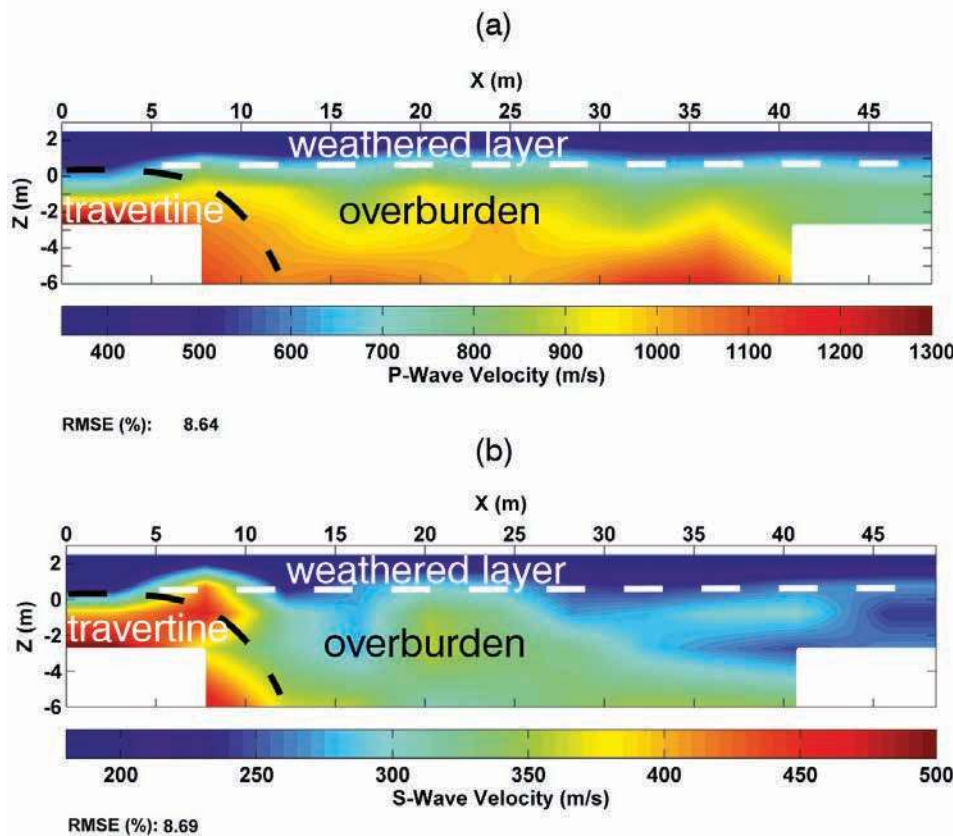 (a)
X (m)
0 5 10 15 20 25 30 35 40 45
weathered layer
2
0
-2
-4
-6
Z (m)
travertine
overburden
400 500 600 700 800 900 1000 1100 1200 1300
P-Wave Velocity (m/s)
RMSE (%): 8.64
(b)
X (m)
0 5 10 15 20 25 30 35 40 45
weathered layer
2
0
-2
-4
-6
Z (m)
travertine
overburden
200 250 300 350 400 450 500
S-Wave Velocity (m/s)
RMSE (%): 8.69